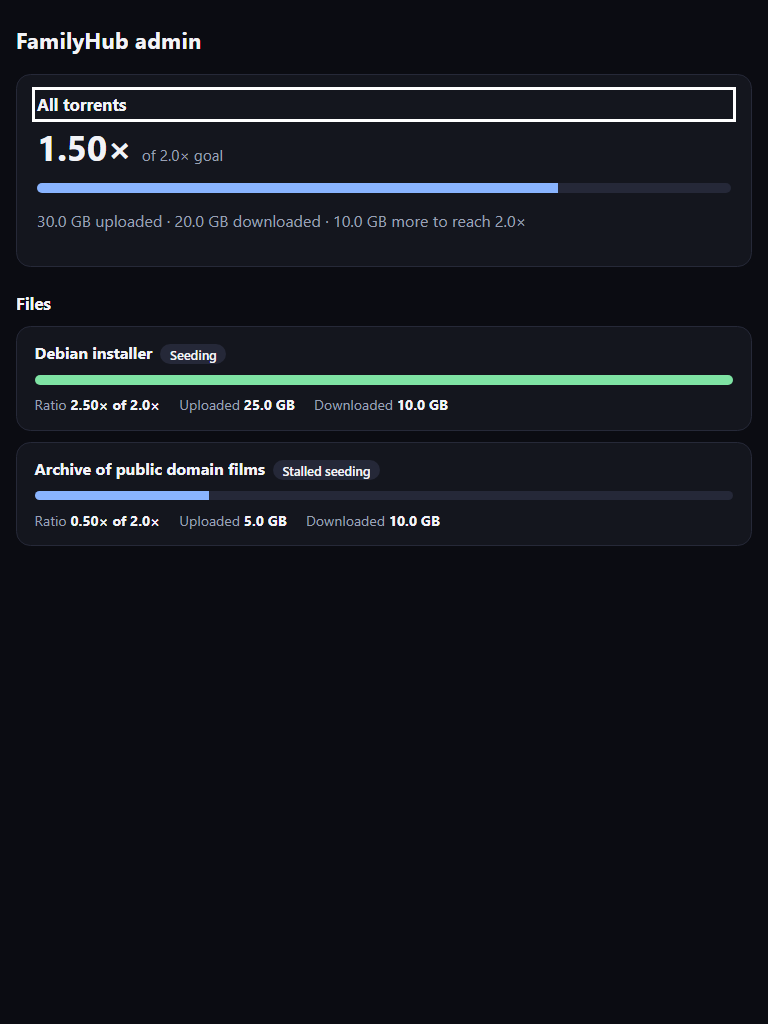 FamilyHub admin
All torrents
1.50× of 2.0× goal
30.0 GB uploaded · 20.0 GB downloaded · 10.0 GB more to reach 2.0×
Files
Debian installer Seeding
Ratio 2.50× of 2.0× Uploaded 25.0 GB Downloaded 10.0 GB
Archive of public domain films Stalled seeding
Ratio 0.50× of 2.0× Uploaded 5.0 GB Downloaded 10.0 GB